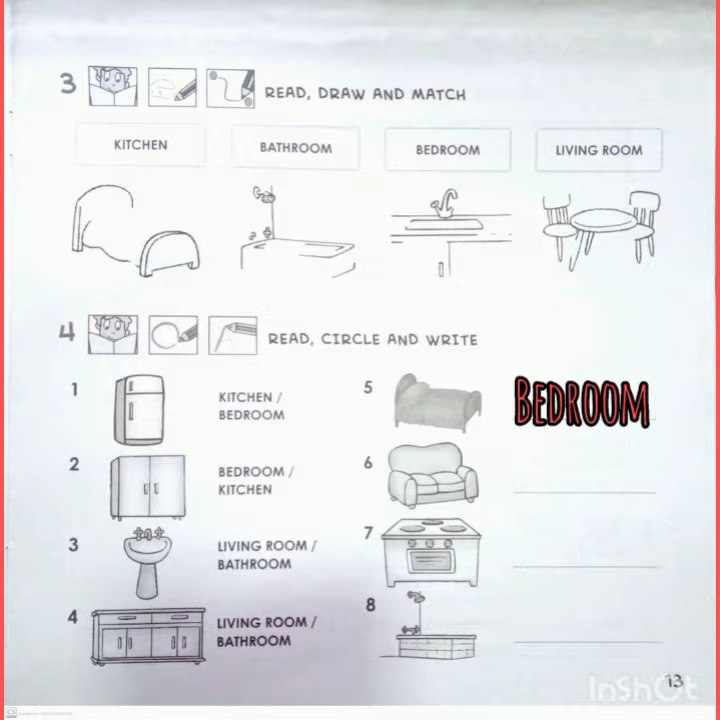 3 READ, DRAW AND MATCH
KITCHEN BATHROOM BEDROOM LIVING ROOM
4 READ, CIRCLE AND WRITE
1 KITCHEN /
BEDROOM
2 BEDROOM /
KITCHEN
3 LIVING ROOM /
BATHROOM
4 LIVING ROOM /
BATHROOM
5 BEDROOM
6
7
8
13
InShOt
CS